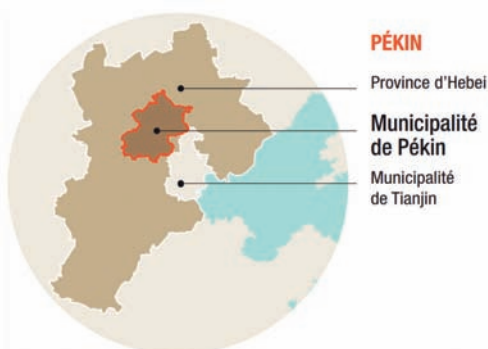 PÉKIN
Province d'Hebei
Municipalité
de Pékin
Municipalité
de Tianjin